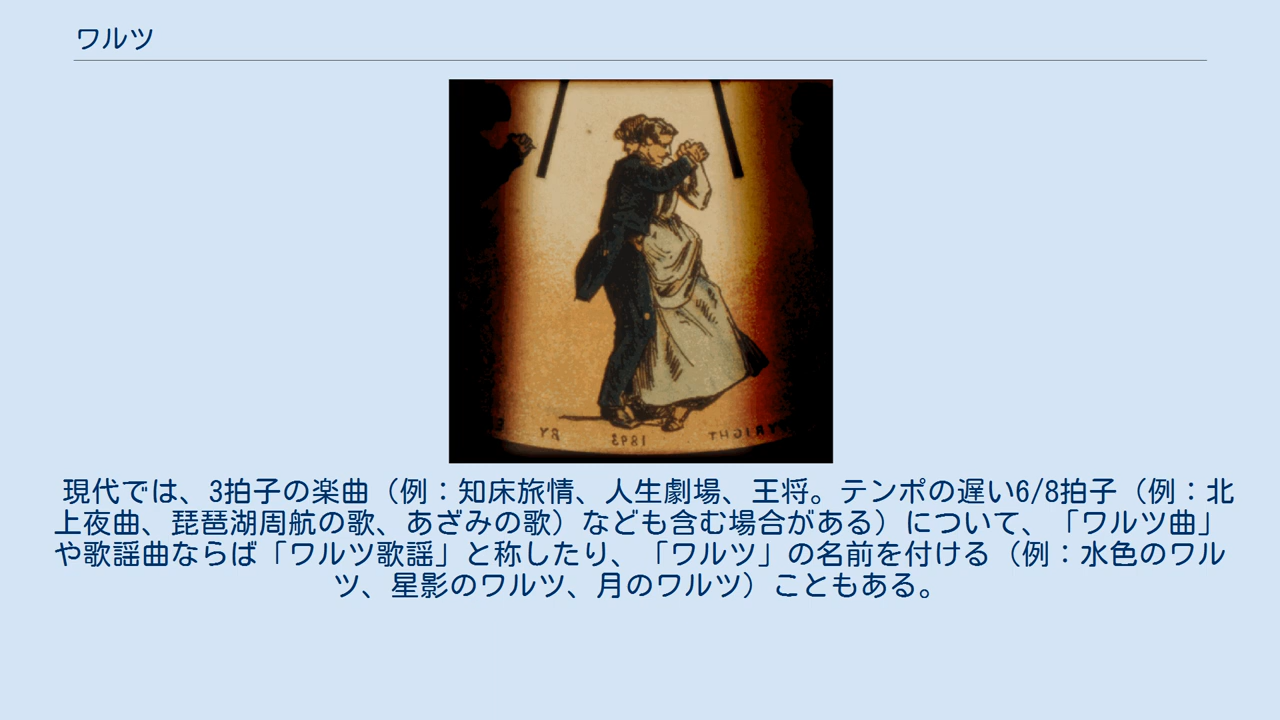 ワルツ
YR 1893 YRIGHT
現代では、3拍子の楽曲（例：知床旅情、人生劇場、王将。テンポの遅い6/8拍子（例：北
上夜曲、琵琶湖周航の歌、あざみの歌）なども含む場合がある）について、「ワルツ曲」
や歌謡曲ならば「ワルツ歌謡」と称したり、「ワルツ」の名前を付ける（例：水色のワル
ツ、星影のワルツ、月のワルツ）こともある。